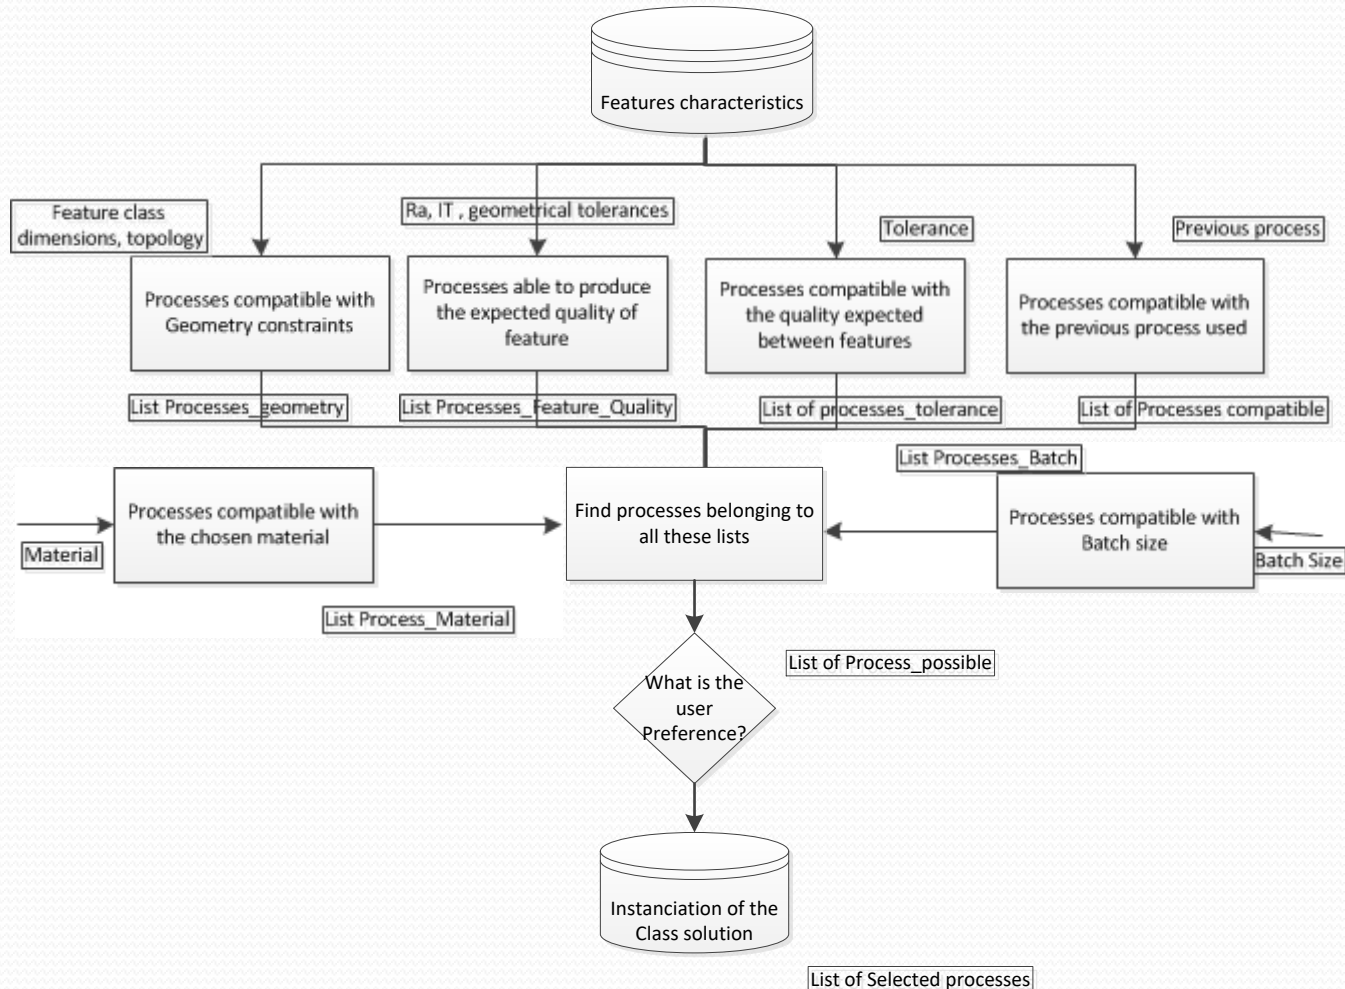 Features characteristics
Feature class
dimensions, topology
Ra, IT , geometrical tolerances
Tolerance
Previous process
Processes compatible with
Geometry constraints
Processes able to produce
the expected quality of
feature
Processes compatible with
the quality expected
between features
Processes compatible with
the previous process used
List Processes_geometry
List Processes_Feature_Quality
List of processes_tolerance
List of Processes compatible
List Processes_Batch
Processes compatible with
the chosen material
Find processes belonging to
all these lists
Processes compatible with
Batch size
Material
Batch Size
List Process_Material
List of Process_possible
What is the
user
Preference?
Instanciation of the
Class solution
List of Selected processes